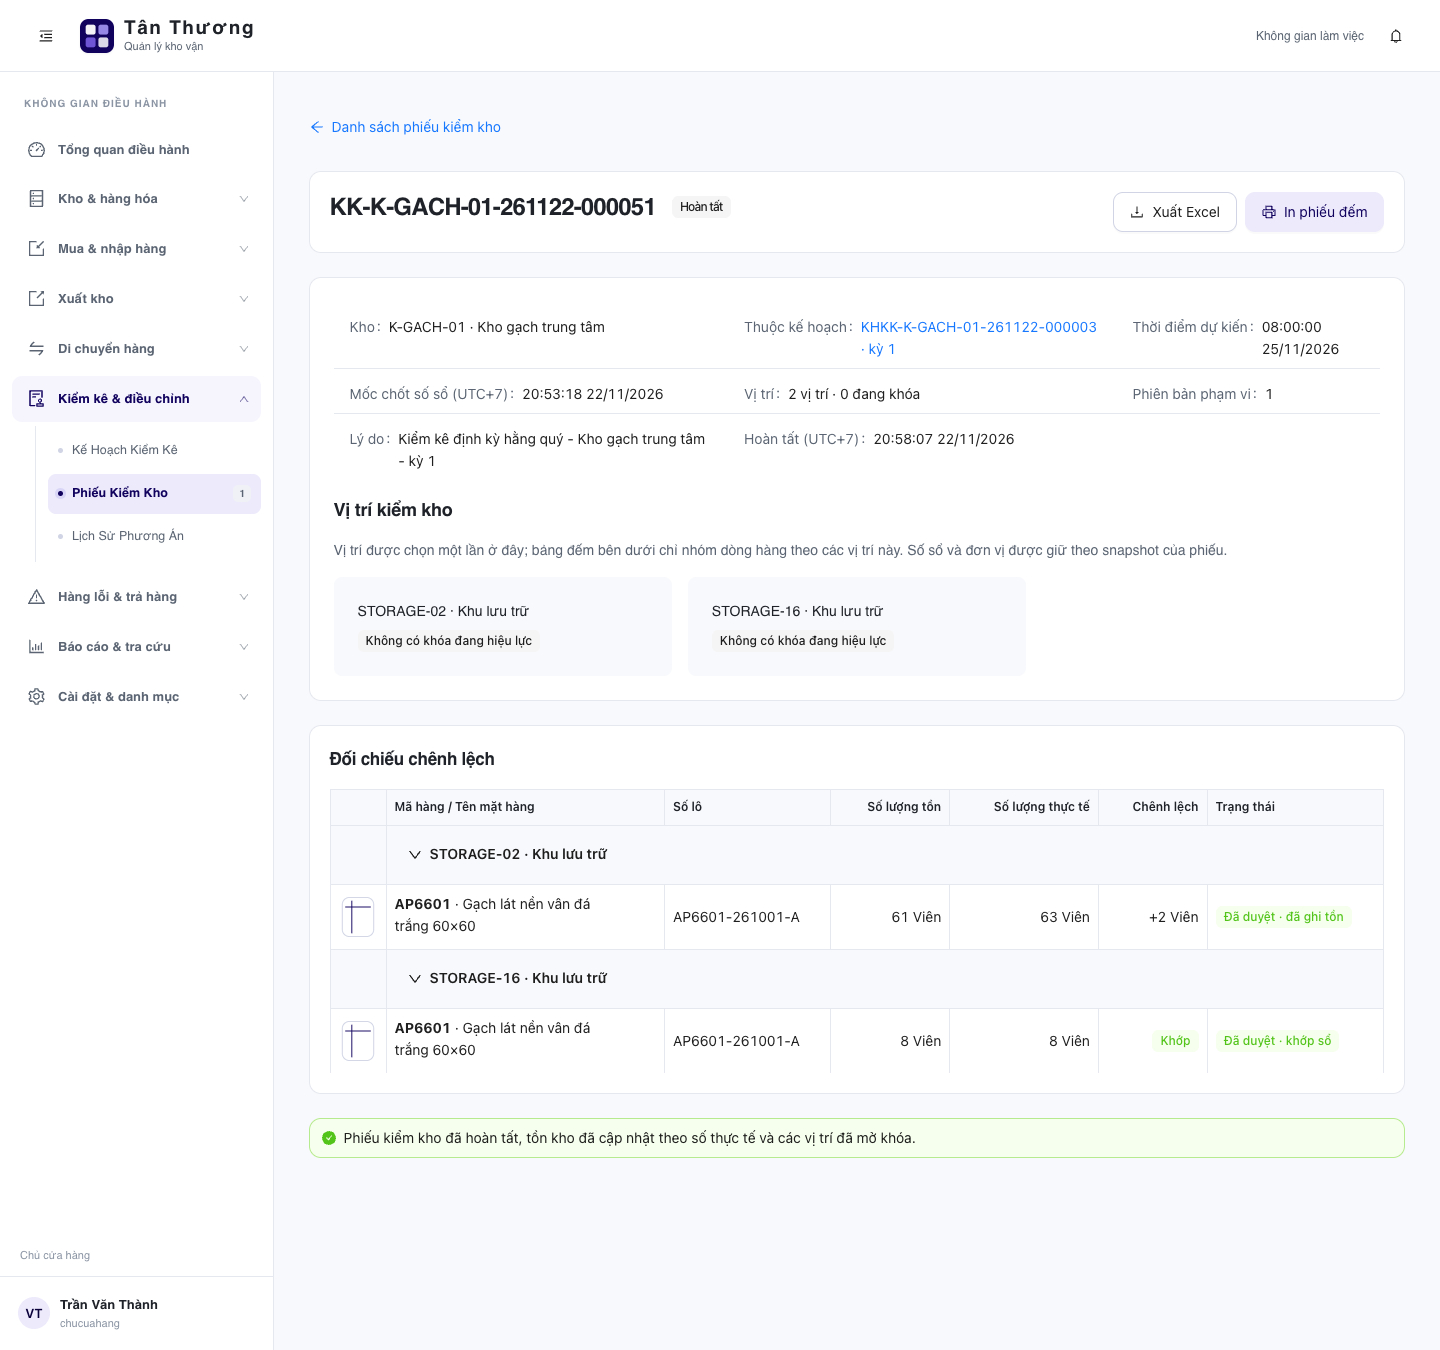 Tân Thương
Quản lý kho vận
Không gian làm việc
KHÔNG GIAN ĐIỀU HÀNH
Tổng quan điều hành
Kho & hàng hóa
Mua & nhập hàng
Xuất kho
Di chuyển hàng
Kiểm kê & điều chỉnh
Kế Hoạch Kiểm Kê
Phiếu Kiểm Kho 1
Lịch Sử Phương Án
Hàng lỗi & trả hàng
Báo cáo & tra cứu
Cài đặt & danh mục
Chủ cửa hàng
VT
Trần Văn Thành
chucuahang
Danh sách phiếu kiểm kho
KK-K-GACH-01-261122-000051 Hoàn tất
Xuất Excel
In phiếu đếm
Kho : K-GACH-01 · Kho gạch trung tâm
Thuộc kế hoạch : KHKK-K-GACH-01-261122-000003
· kỳ 1
Thời điểm dự kiến : 08:00:00
25/11/2026
Mốc chốt số sổ (UTC+7) : 20:53:18 22/11/2026
Vị trí : 2 vị trí · 0 đang khóa
Phiên bản phạm vi : 1
Lý do : Kiểm kê định kỳ hằng quý - Kho gạch trung tâm
- kỳ 1
Hoàn tất (UTC+7) : 20:58:07 22/11/2026
Vị trí kiểm kho
Vị trí được chọn một lần ở đây; bảng đếm bên dưới chỉ nhóm dòng hàng theo các vị trí này. Số sổ và đơn vị được giữ theo snapshot của phiếu.
STORAGE-02 · Khu lưu trữ
Không có khóa đang hiệu lực
STORAGE-16 · Khu lưu trữ
Không có khóa đang hiệu lực
Đối chiếu chênh lệch
Mã hàng / Tên mặt hàng Số lô Số lượng tồn Số lượng thực tế Chênh lệch Trạng thái
STORAGE-02 · Khu lưu trữ
AP6601 · Gạch lát nền vân đá
trắng 60×60
AP6601-261001-A 61 Viên 63 Viên +2 Viên Đã duyệt · đã ghi tồn
STORAGE-16 · Khu lưu trữ
AP6601 · Gạch lát nền vân đá
trắng 60×60
AP6601-261001-A 8 Viên 8 Viên Khớp Đã duyệt · khớp sổ
Phiếu kiểm kho đã hoàn tất, tồn kho đã cập nhật theo số thực tế và các vị trí đã mở khóa.